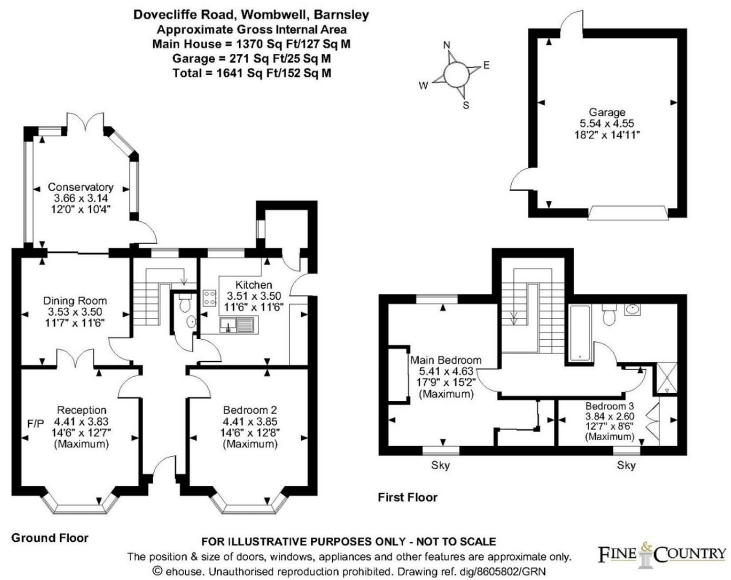 Dovecliffe Road, Wombwell, Barnsley
Approximate Gross Internal Area
Main House = 1370 Sq Ft/127 Sq M
Garage = 271 Sq Ft/25 Sq M
Total = 1641 Sq Ft/152 Sq M
N
E
W
S
Garage
5.54 x 4.55
18'2" x 14'11"
Conservatory
3.66 x 3.14
12'0" x 10'4"
Dining Room
3.53 x 3.50
11'7" x 11'6"
Kitchen
3.51 x 3.50
11'6" x 11'6"
F/P
Reception
4.41 x 3.83
14'6" x 12'7"
(Maximum)
Bedroom 2
4.41 x 3.85
14'6" x 12'8"
(Maximum)
Main Bedroom
5.41 x 4.63
17'9" x 15'2"
(Maximum)
Bedroom 3
3.84 x 2.60
12'7" x 8'6"
(Maximum)
Sky
Sky
First Floor
Ground Floor
FOR ILLUSTRATIVE PURPOSES ONLY - NOT TO SCALE
The position & size of doors, windows, appliances and other features are approximate only.
© ehouse. Unauthorised reproduction prohibited. Drawing ref. dig/8605802/GRN
FINE & COUNTRY